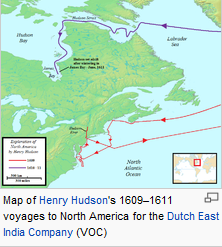 Hudson Strait
Hudson
Bay
Labrador
Sea
Hudson set adrift
after mutinying in
James Bay - June 1611
James
Bay
Hudson
River
Exploration of
North America
by Henry Hudson
1609
1610 - 11
North
Atlantic
Ocean
Map of Henry Hudson's 1609–1611
voyages to North America for the Dutch East
India Company (VOC)